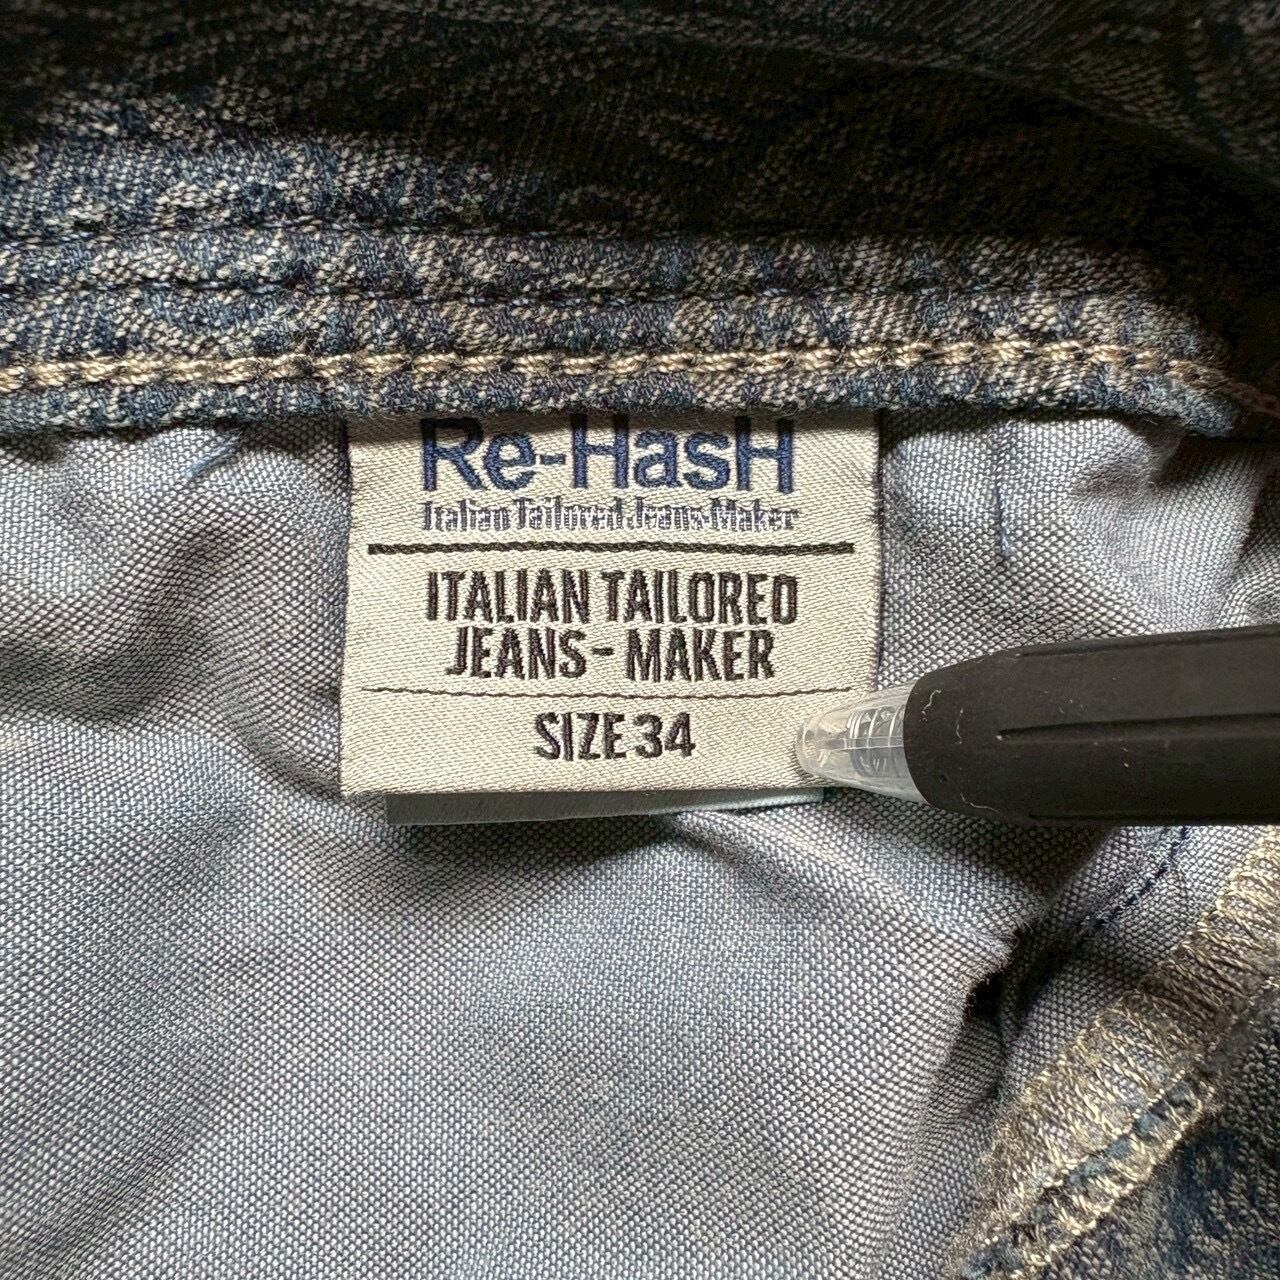 Re-HasH
Italian Tailored Jeans-Maker
ITALIAN TAILORED
JEANS-MAKER
SIZE 34